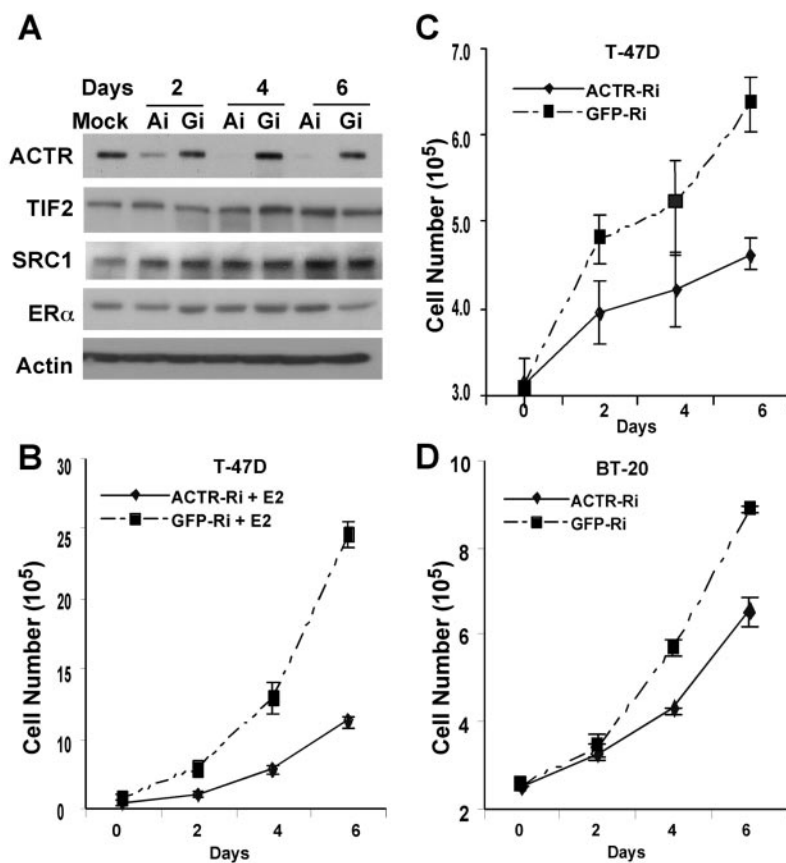 A
Days 2 4 6
Mock Ai Gi Ai Gi Ai Gi
ACTR
TIF2
SRC1
ERα
Actin
B
T-47D
ACTR-Ri + E2
GFP-Ri + E2
Cell Number (10⁵)
30
25
20
15
10
5
0
0 2 4 6
Days
C
T-47D
ACTR-Ri
GFP-Ri
Cell Number (10⁵)
7.0
6.0
5.0
4.0
3.0
0 2 4 6
Days
D
BT-20
ACTR-Ri
GFP-Ri
Cell Number (10⁵)
10
8
6
4
2
0 2 4 6
Days